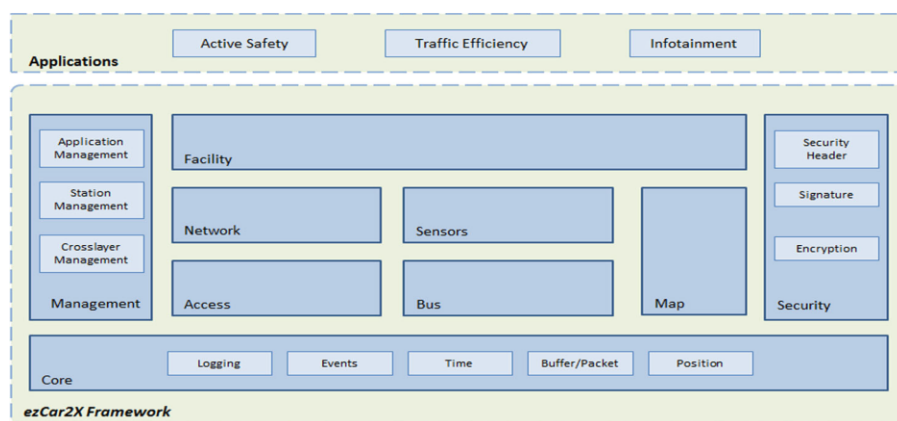 Active Safety
Traffic Efficiency
Infotainment
Applications
Application
Management
Station
Management
Crosslayer
Management
Management
Facility
Network
Sensors
Access
Bus
Map
Security
Header
Signature
Encryption
Security
Logging
Events
Time
Buffer/Packet
Position
Core
ezCar2X Framework